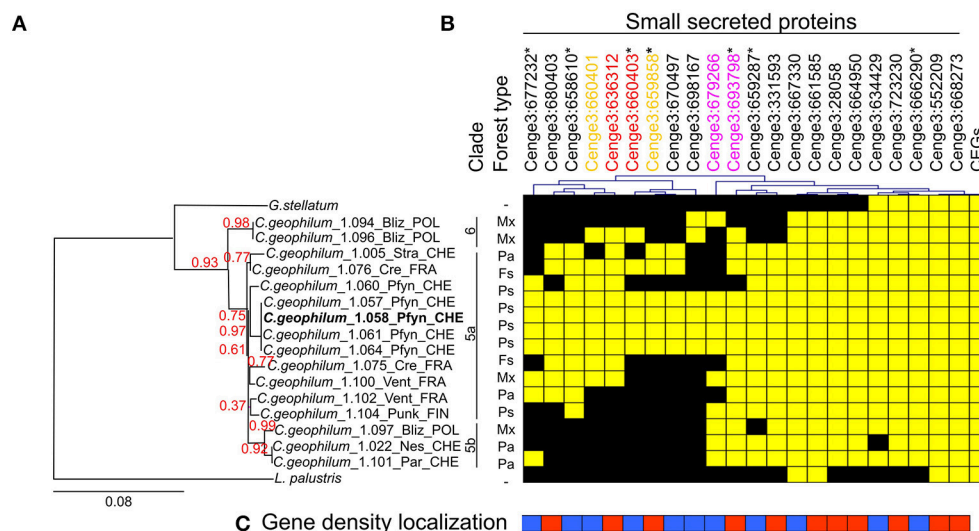 A
B
Small secreted proteins
Clade
Forest type
Cenge3:677232*
Cenge3:680403
Cenge3:658610*
Cenge3:660401
Cenge3:636312
Cenge3:660403*
Cenge3:659858*
Cenge3:670497
Cenge3:698167
Cenge3:679266
Cenge3:693798*
Cenge3:659287*
Cenge3:331593
Cenge3:667330
Cenge3:661585
Cenge3:28058
Cenge3:664950
Cenge3:634429
Cenge3:723230
Cenge3:666290*
Cenge3:552209
Cenge3:668273
CEGs
G.stellatum -
C.geophilum_1.094_Bliz_POL Mx
C.geophilum_1.096_Bliz_POL Mx
C.geophilum_1.005_Stra_CHE Pa
C.geophilum_1.076_Cre_FRA Fs
C.geophilum_1.060_Pfyn_CHE Ps
C.geophilum_1.057_Pfyn_CHE Ps
C.geophilum_1.058_Pfyn_CHE Ps
C.geophilum_1.061_Pfyn_CHE Ps
C.geophilum_1.064_Pfyn_CHE Ps
C.geophilum_1.075_Cre_FRA Fs
C.geophilum_1.100_Vent_FRA Mx
C.geophilum_1.102_Vent_FRA Pa
C.geophilum_1.104_Punk_FIN Ps
C.geophilum_1.097_Bliz_POL Mx
C.geophilum_1.022_Nes_CHE Pa
C.geophilum_1.101_Par_CHE Pa
L. palustris -
6
5a
5b
0.98
0.77
0.93
0.75
0.97
0.61
0.77
0.37
0.99
0.92
0.08
C Gene density localization